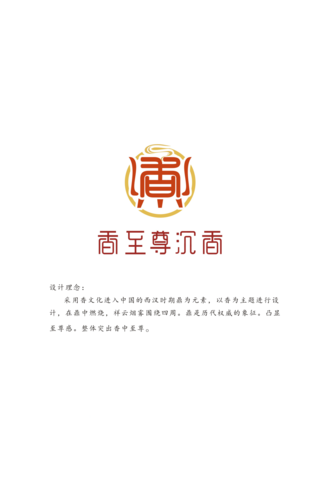 香
香至尊沉香
设计理念：
采用香文化进入中国的西汉时期鼎为元素，以香为主题进行设
计，在鼎中燃烧，祥云烟雾围绕四周。鼎是历代权威的象征。凸显
至尊感。整体突出香中至尊。